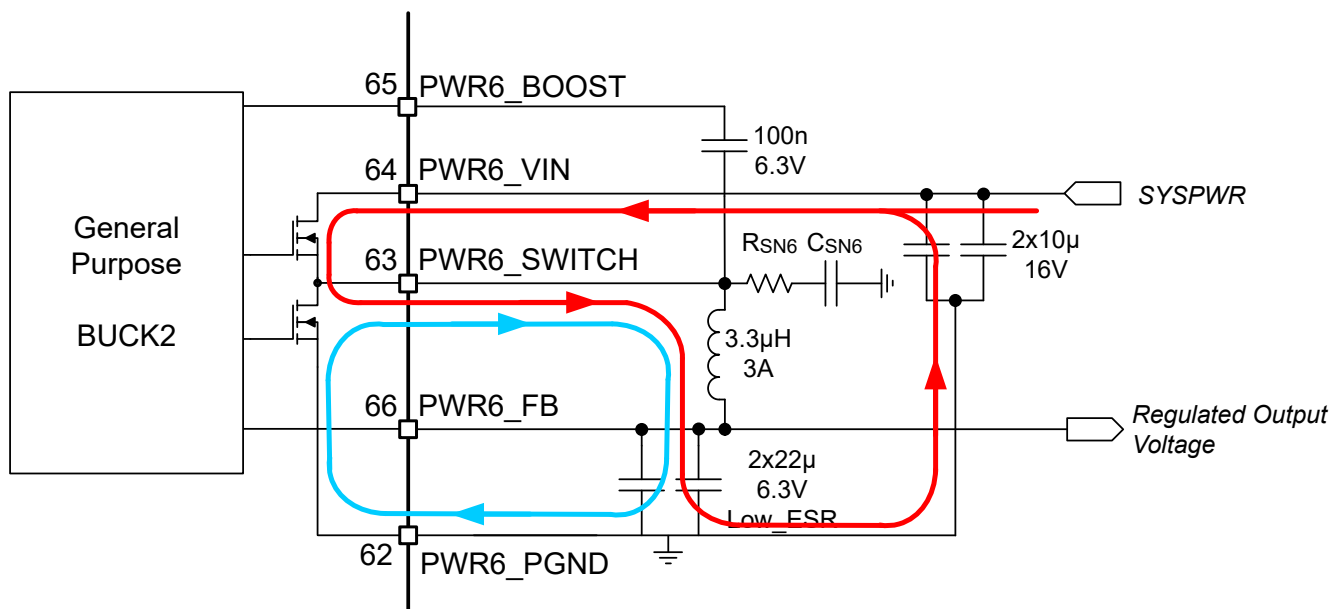 65 PWR6_BOOST
100n
6.3V
64 PWR6_VIN
SYSPWR
General
Purpose
BUCK2
63 PWR6_SWITCH
RSN6 CSN6
2x10µ
16V
3.3µH
3A
66 PWR6_FB
Regulated Output
Voltage
2x22µ
6.3V
Low_ESR
62 PWR6_PGND